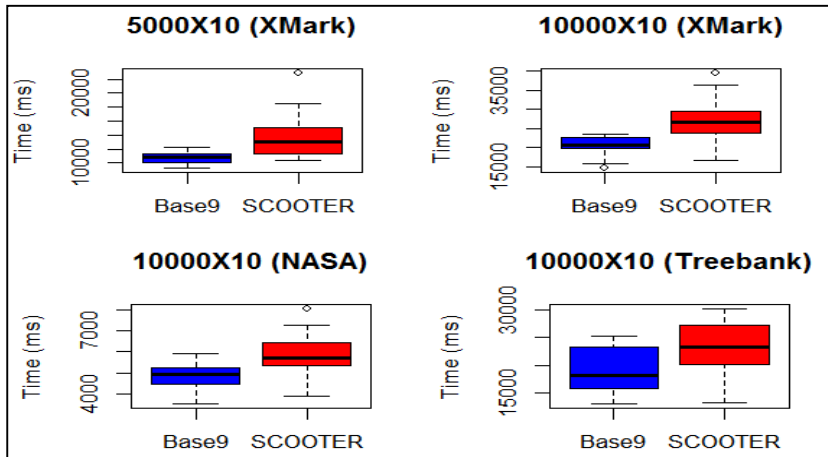 5000X10 (XMark)
Time (ms)
20000
10000
Base9 SCOOTER
10000X10 (XMark)
Time (ms)
35000
15000
Base9 SCOOTER
10000X10 (NASA)
Time (ms)
7000
4000
Base9 SCOOTER
10000X10 (Treebank)
Time (ms)
30000
15000
Base9 SCOOTER